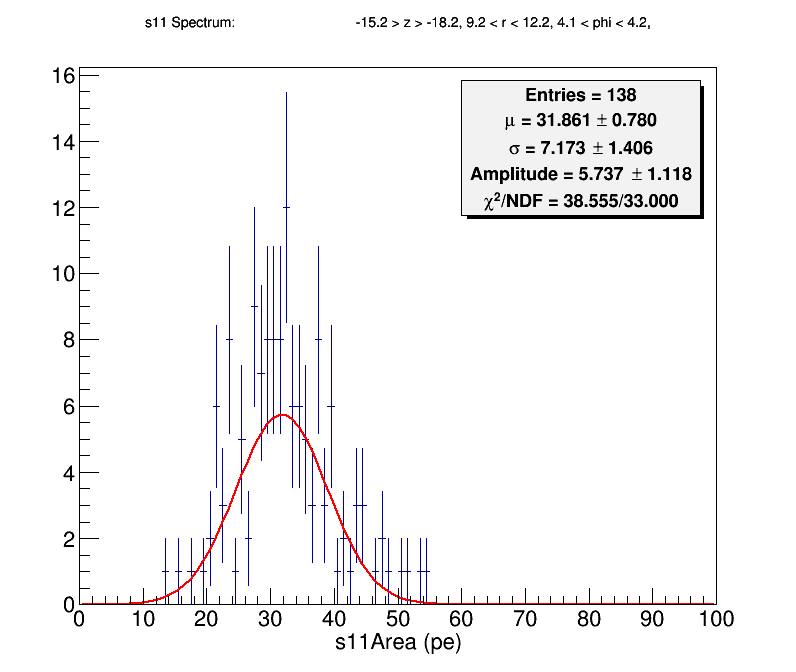 s11 Spectrum: -15.2 > z > -18.2, 9.2 < r < 12.2, 4.1 < phi < 4.2,
Entries = 138
μ = 31.861 ± 0.780
σ = 7.173 ± 1.406
Amplitude = 5.737 ± 1.118
χ²/NDF = 38.555/33.000
16
14
12
10
8
6
4
2
0
0 10 20 30 40 50 60 70 80 90 100
s11Area (pe)